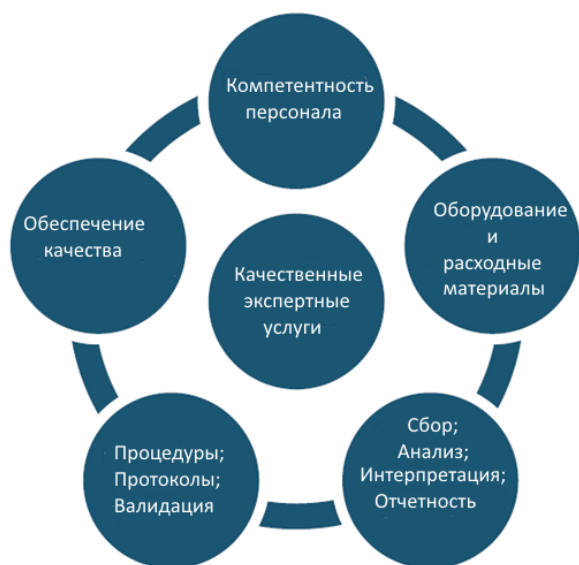 Компетентность
персонала
Оборудование
и
расходные
материалы
Сбор;
Анализ;
Интерпретация;
Отчетность
Процедуры;
Протоколы;
Валидация
Обеспечение
качества
Качественные
экспертные
услуги